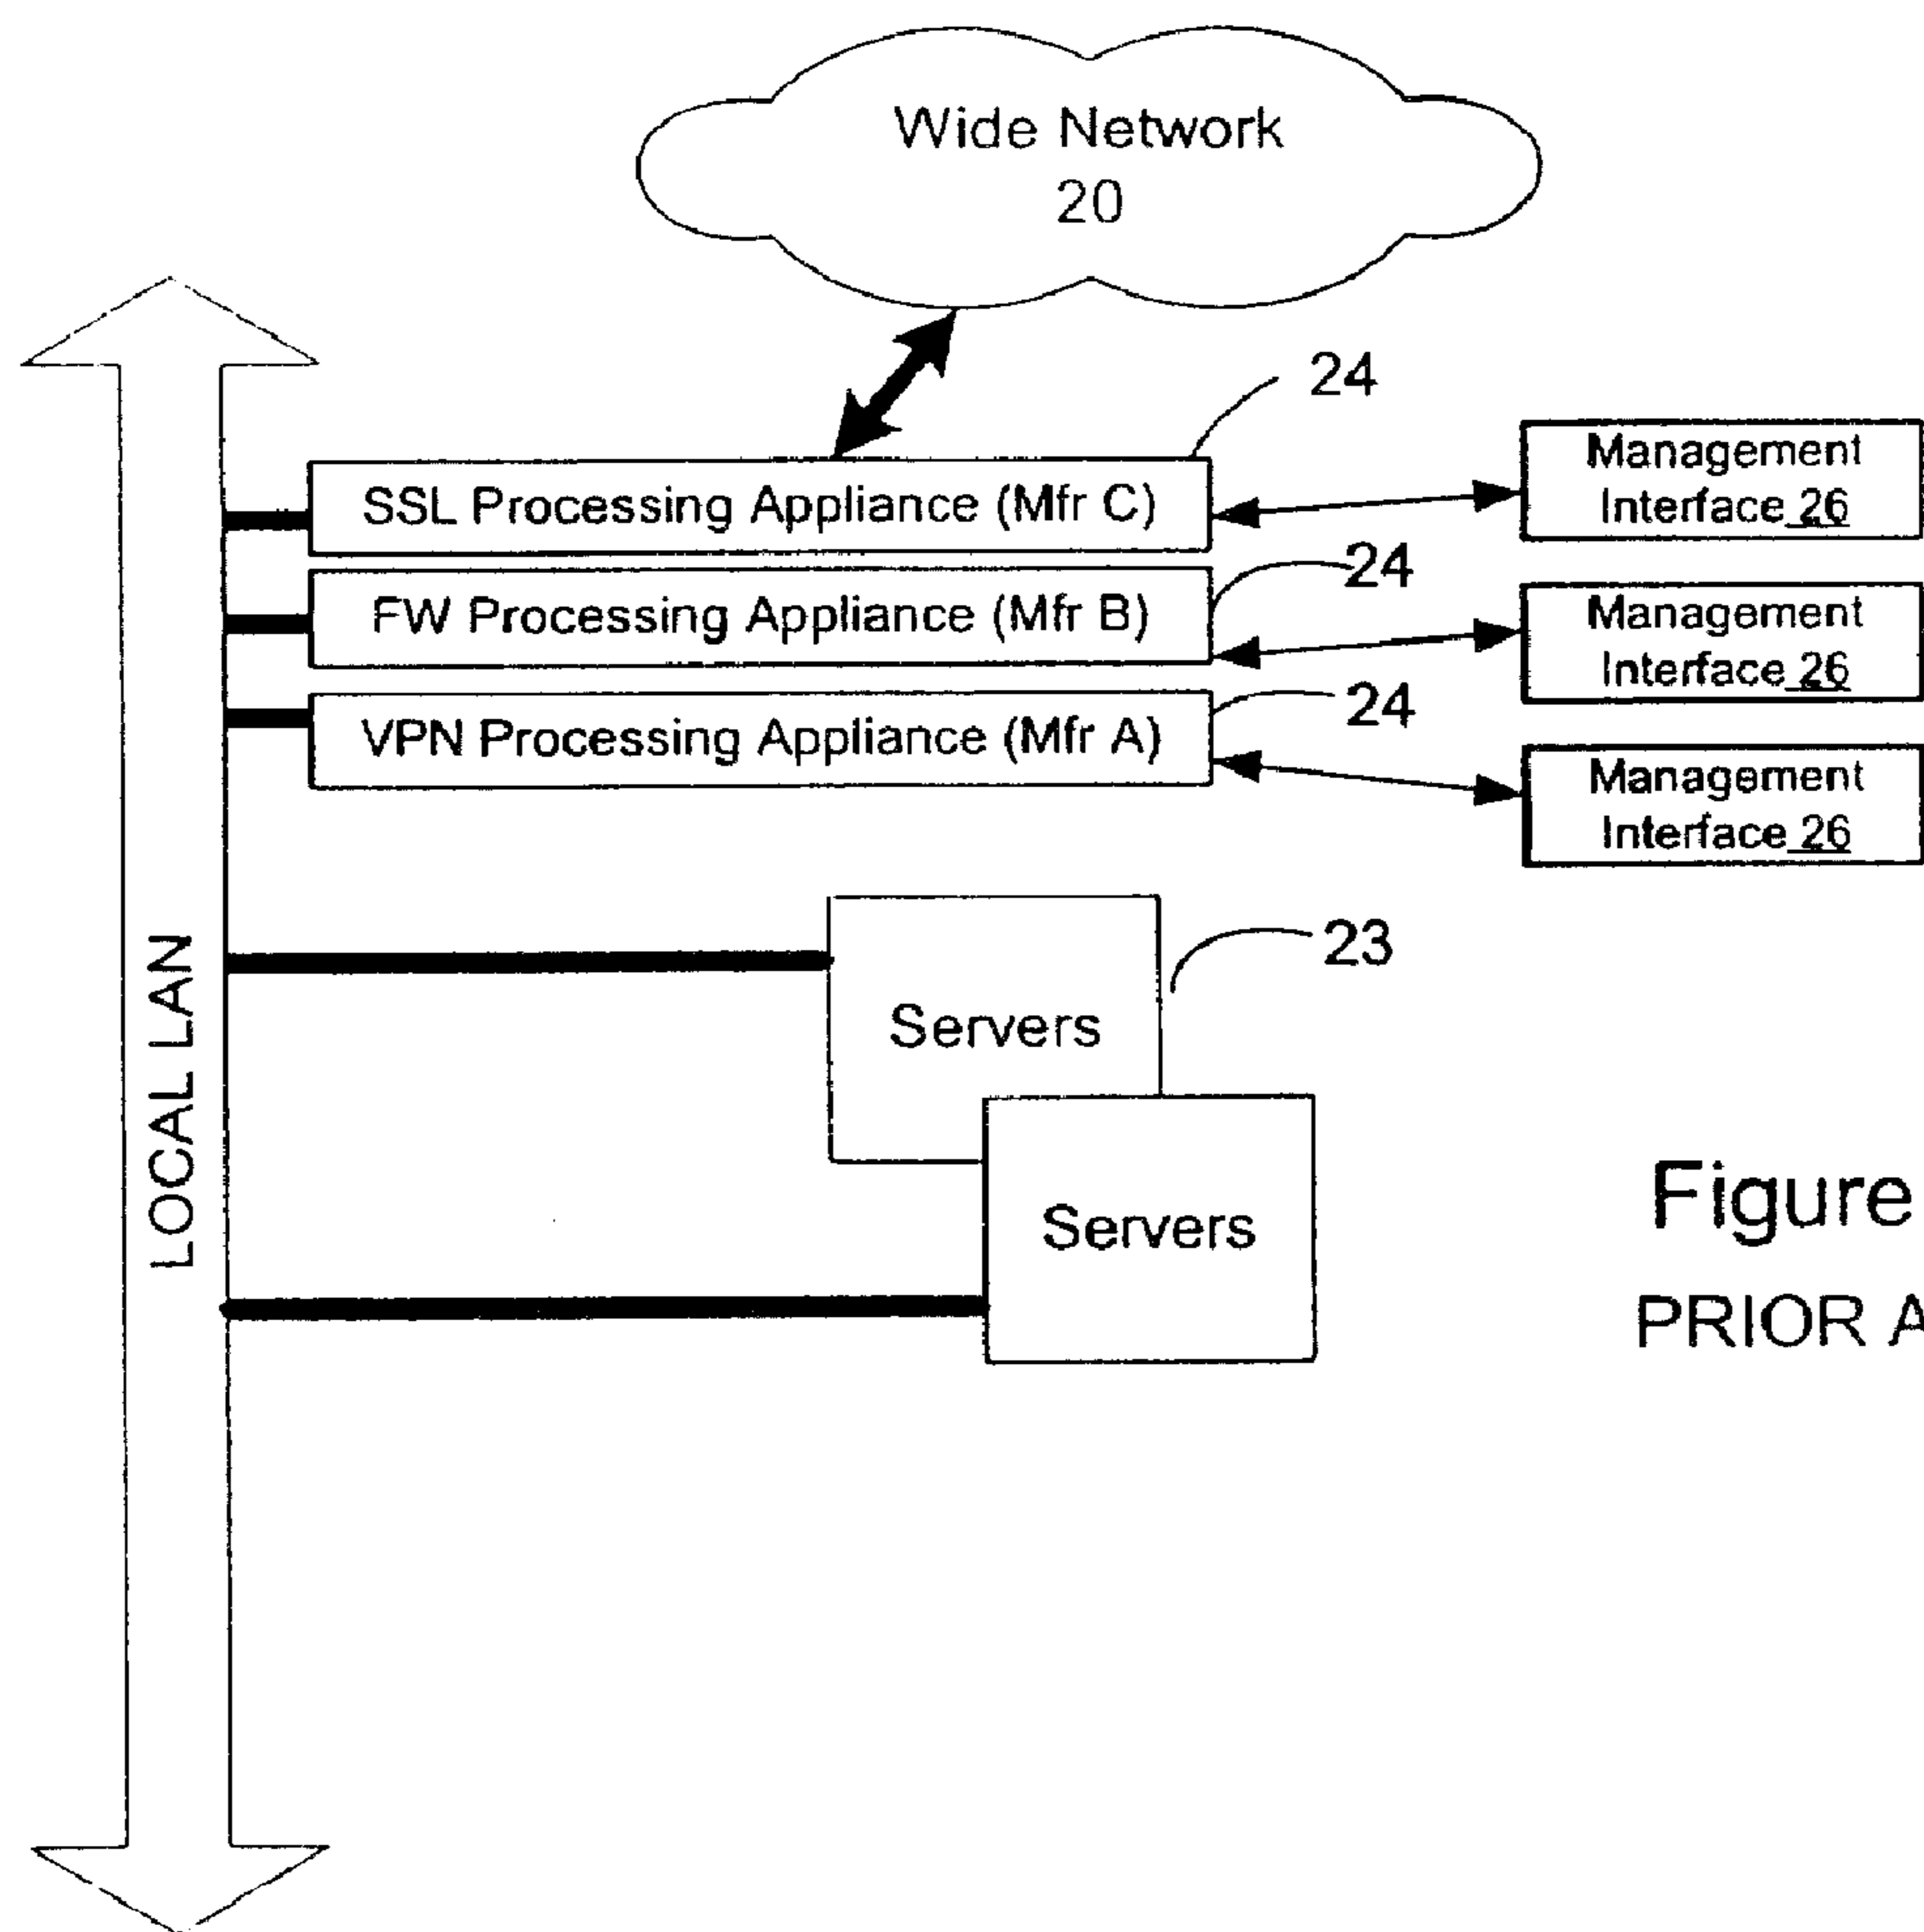 Wide Network
20
24
SSL Processing Appliance (Mfr C)
Management
Interface 26
24
FW Processing Appliance (Mfr B)
Management
Interface 26
24
VPN Processing Appliance (Mfr A)
Management
Interface 26
LOCAL LAN
23
Servers
Servers
Figure
PRIOR A